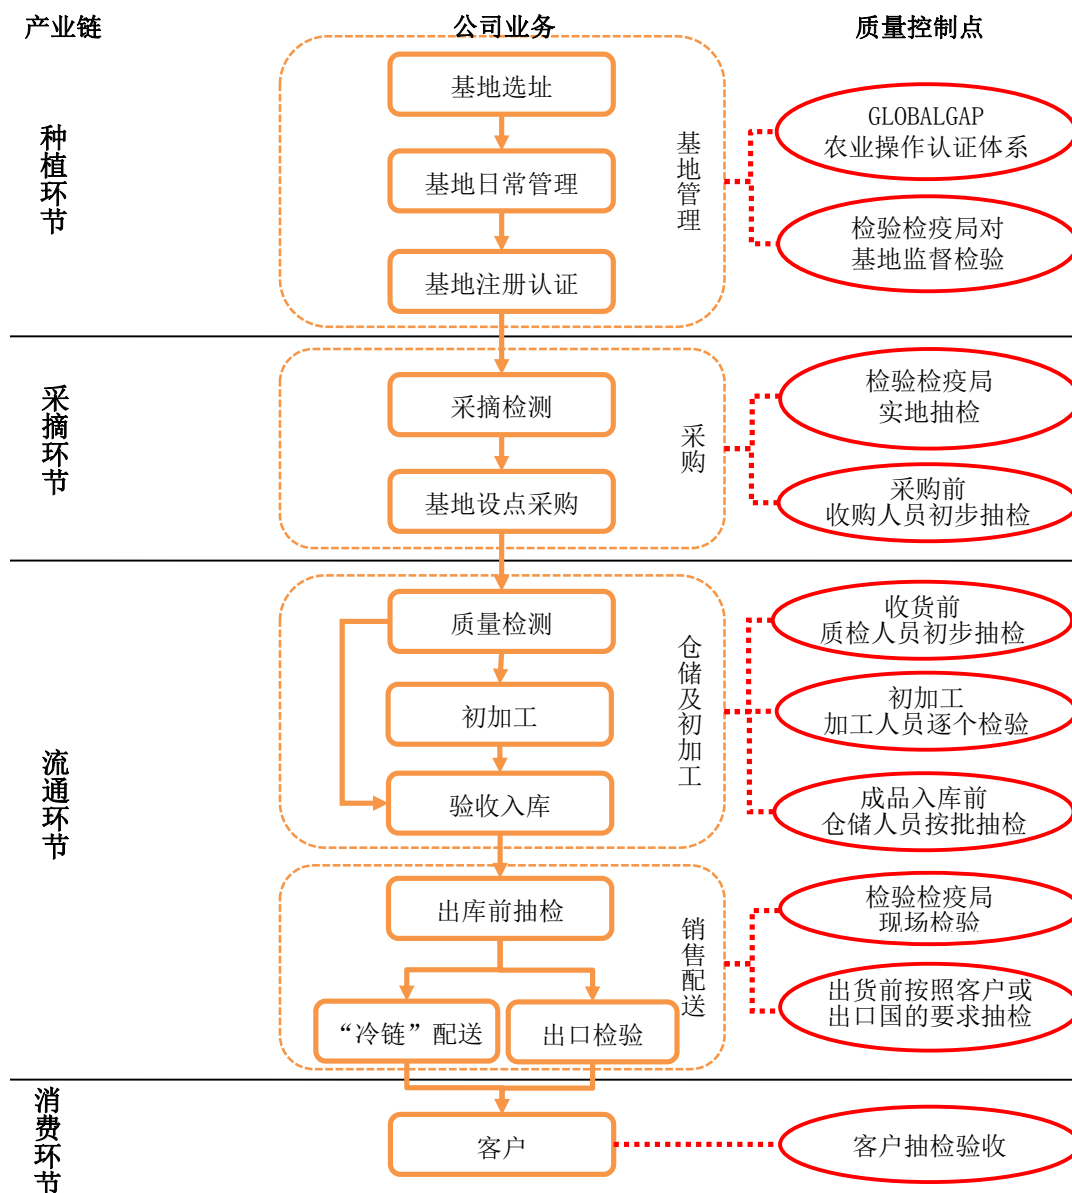 产业链
公司业务
质量控制点
种植环节
基地选址
基地日常管理
基地注册认证
基地管理
GLOBALGAP
农业操作认证体系
检验检疫局对
基地监督检验
采摘环节
采摘检测
基地设点采购
采购
检验检疫局
实地抽检
采购前
收购人员初步抽检
流通环节
质量检测
初加工
验收入库
仓储及初加工
收货前
质检人员初步抽检
初加工
加工人员逐个检验
成品入库前
仓储人员按批抽检
出库前抽检
“冷链”配送
出口检验
销售配送
检验检疫局
现场检验
出货前按照客户或
出口国的要求抽检
消费环节
客户
客户抽检验收